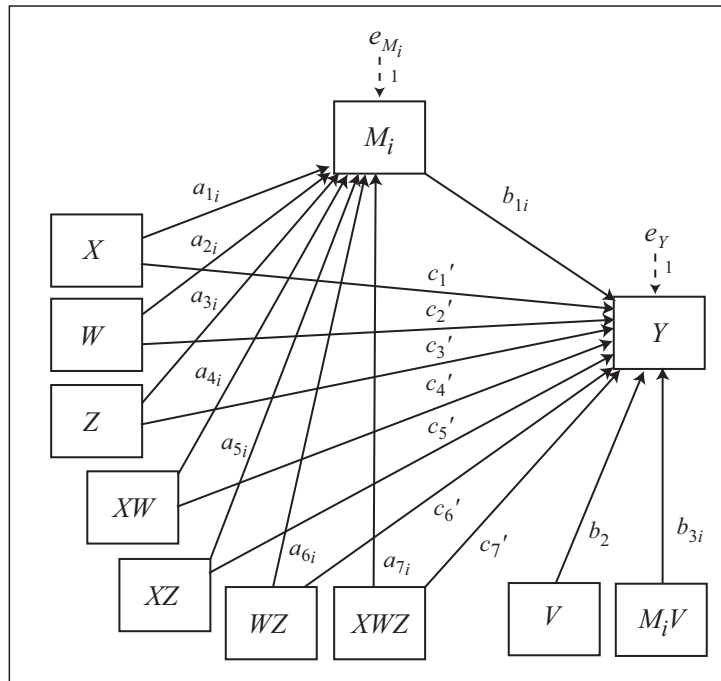 e_{M_i}
1
M_i
a_{1i}
b_{1i}
X
a_{2i}
e_Y
1
a_{3i}
c_1′
W
c_2′
Y
c_3′
Z
a_{4i}
c_4′
a_{5i}
c_5′
XW
c_6′
XZ
a_{6i}
a_{7i}
c_7′
b_2
b_{3i}
WZ
XWZ
V
M_iV